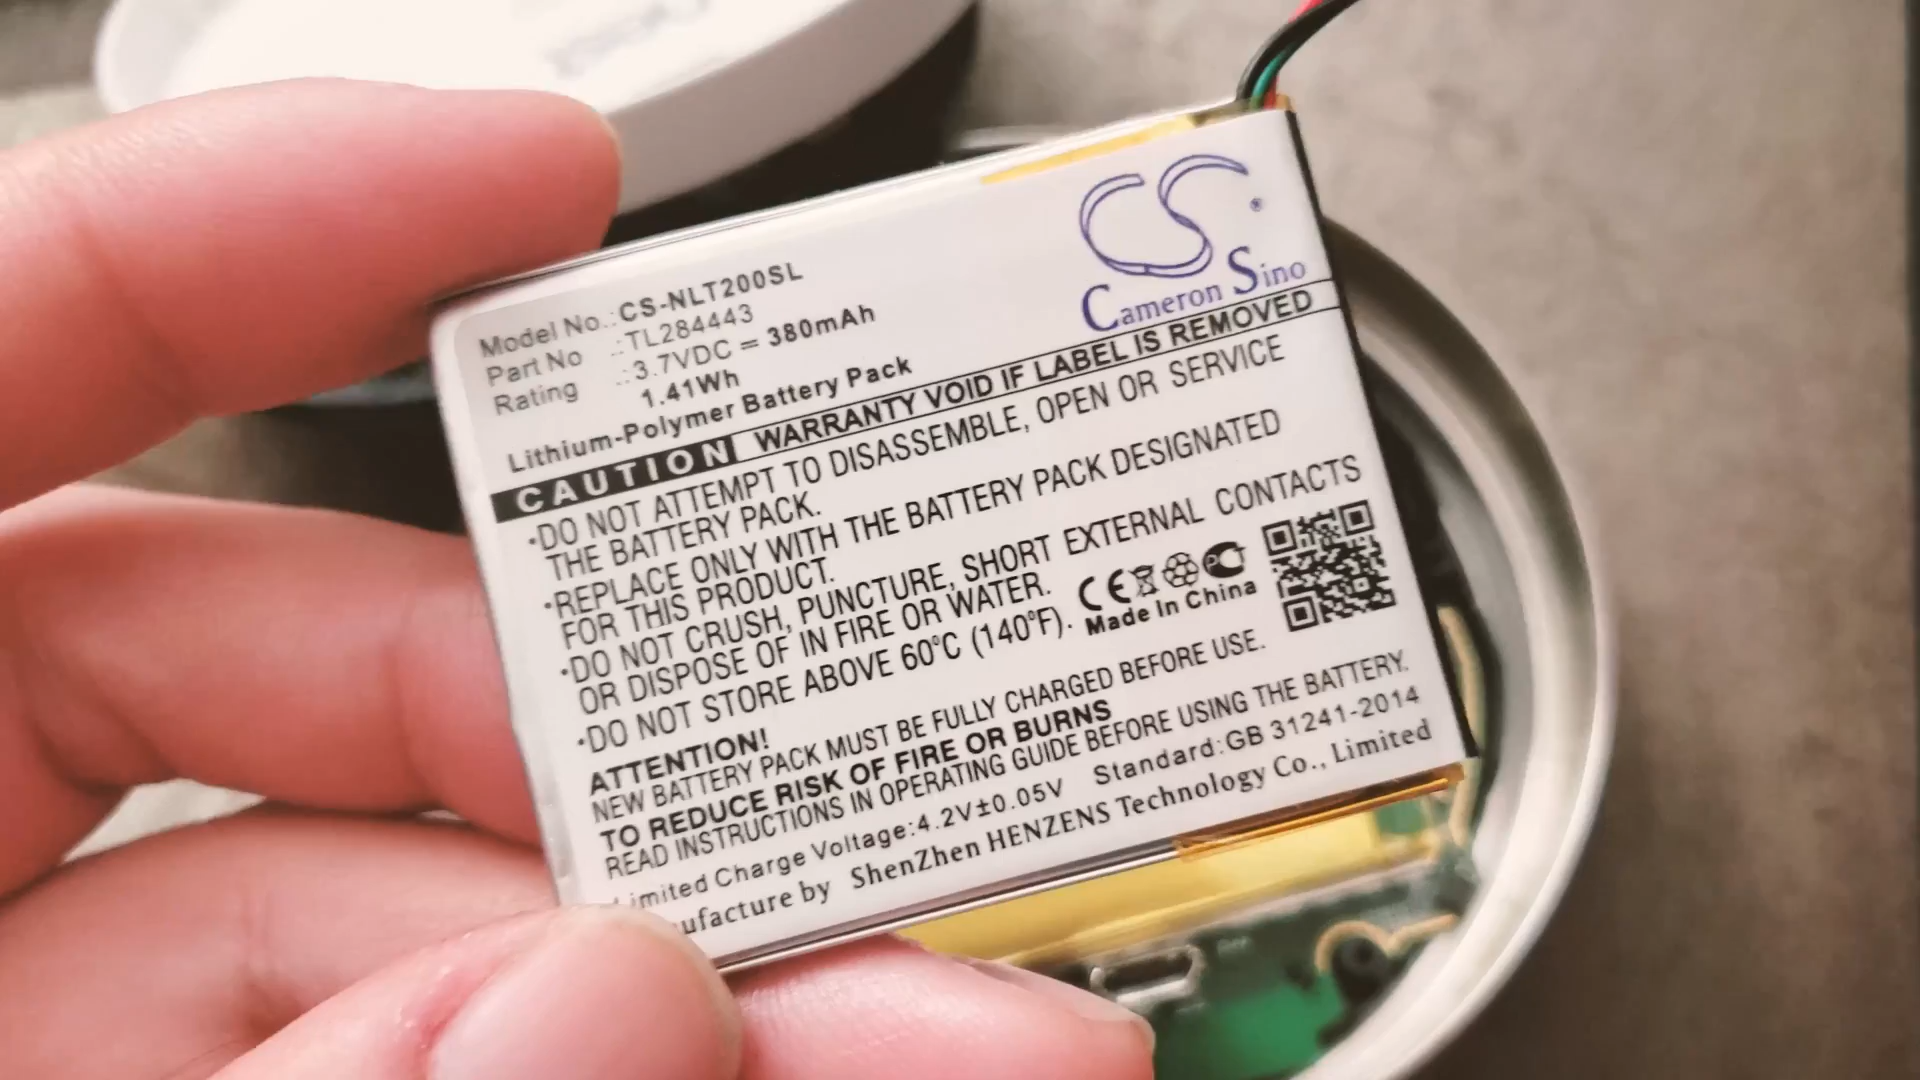 CS®
Cameron Sino
Model No.:CS-NLT200SL
Part No .:TL284443
Rating .:3.7VDC = 380mAh
1.41Wh
Lithium-Polymer Battery Pack
CAUTION WARRANTY VOID IF LABEL IS REMOVED
·DO NOT ATTEMPT TO DISASSEMBLE, OPEN OR SERVICE
THE BATTERY PACK.
·REPLACE ONLY WITH THE BATTERY PACK DESIGNATED
FOR THIS PRODUCT.
·DO NOT CRUSH, PUNCTURE, SHORT EXTERNAL CONTACTS
OR DISPOSE OF IN FIRE OR WATER.
·DO NOT STORE ABOVE 60°C (140°F).
CE
Made In China
ATTENTION!
NEW BATTERY PACK MUST BE FULLY CHARGED BEFORE USE.
TO REDUCE RISK OF FIRE OR BURNS
READ INSTRUCTIONS IN OPERATING GUIDE BEFORE USING THE BATTERY.
Limited Charge Voltage:4.2V±0.05V Standard:GB 31241-2014
ufacture by ShenZhen HENZENS Technology Co., Limited